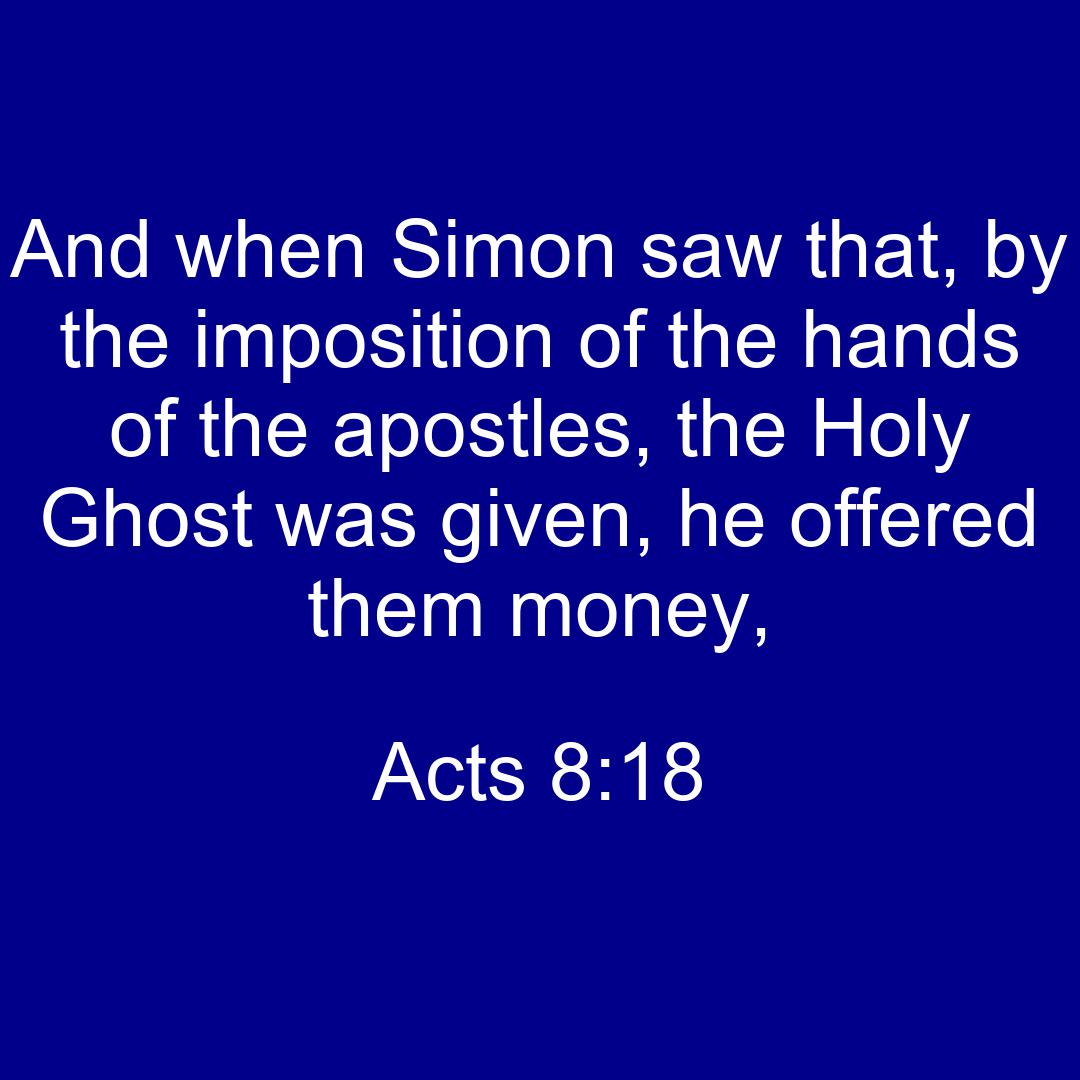 And when Simon saw that, by
the imposition of the hands
of the apostles, the Holy
Ghost was given, he offered
them money,
Acts 8:18